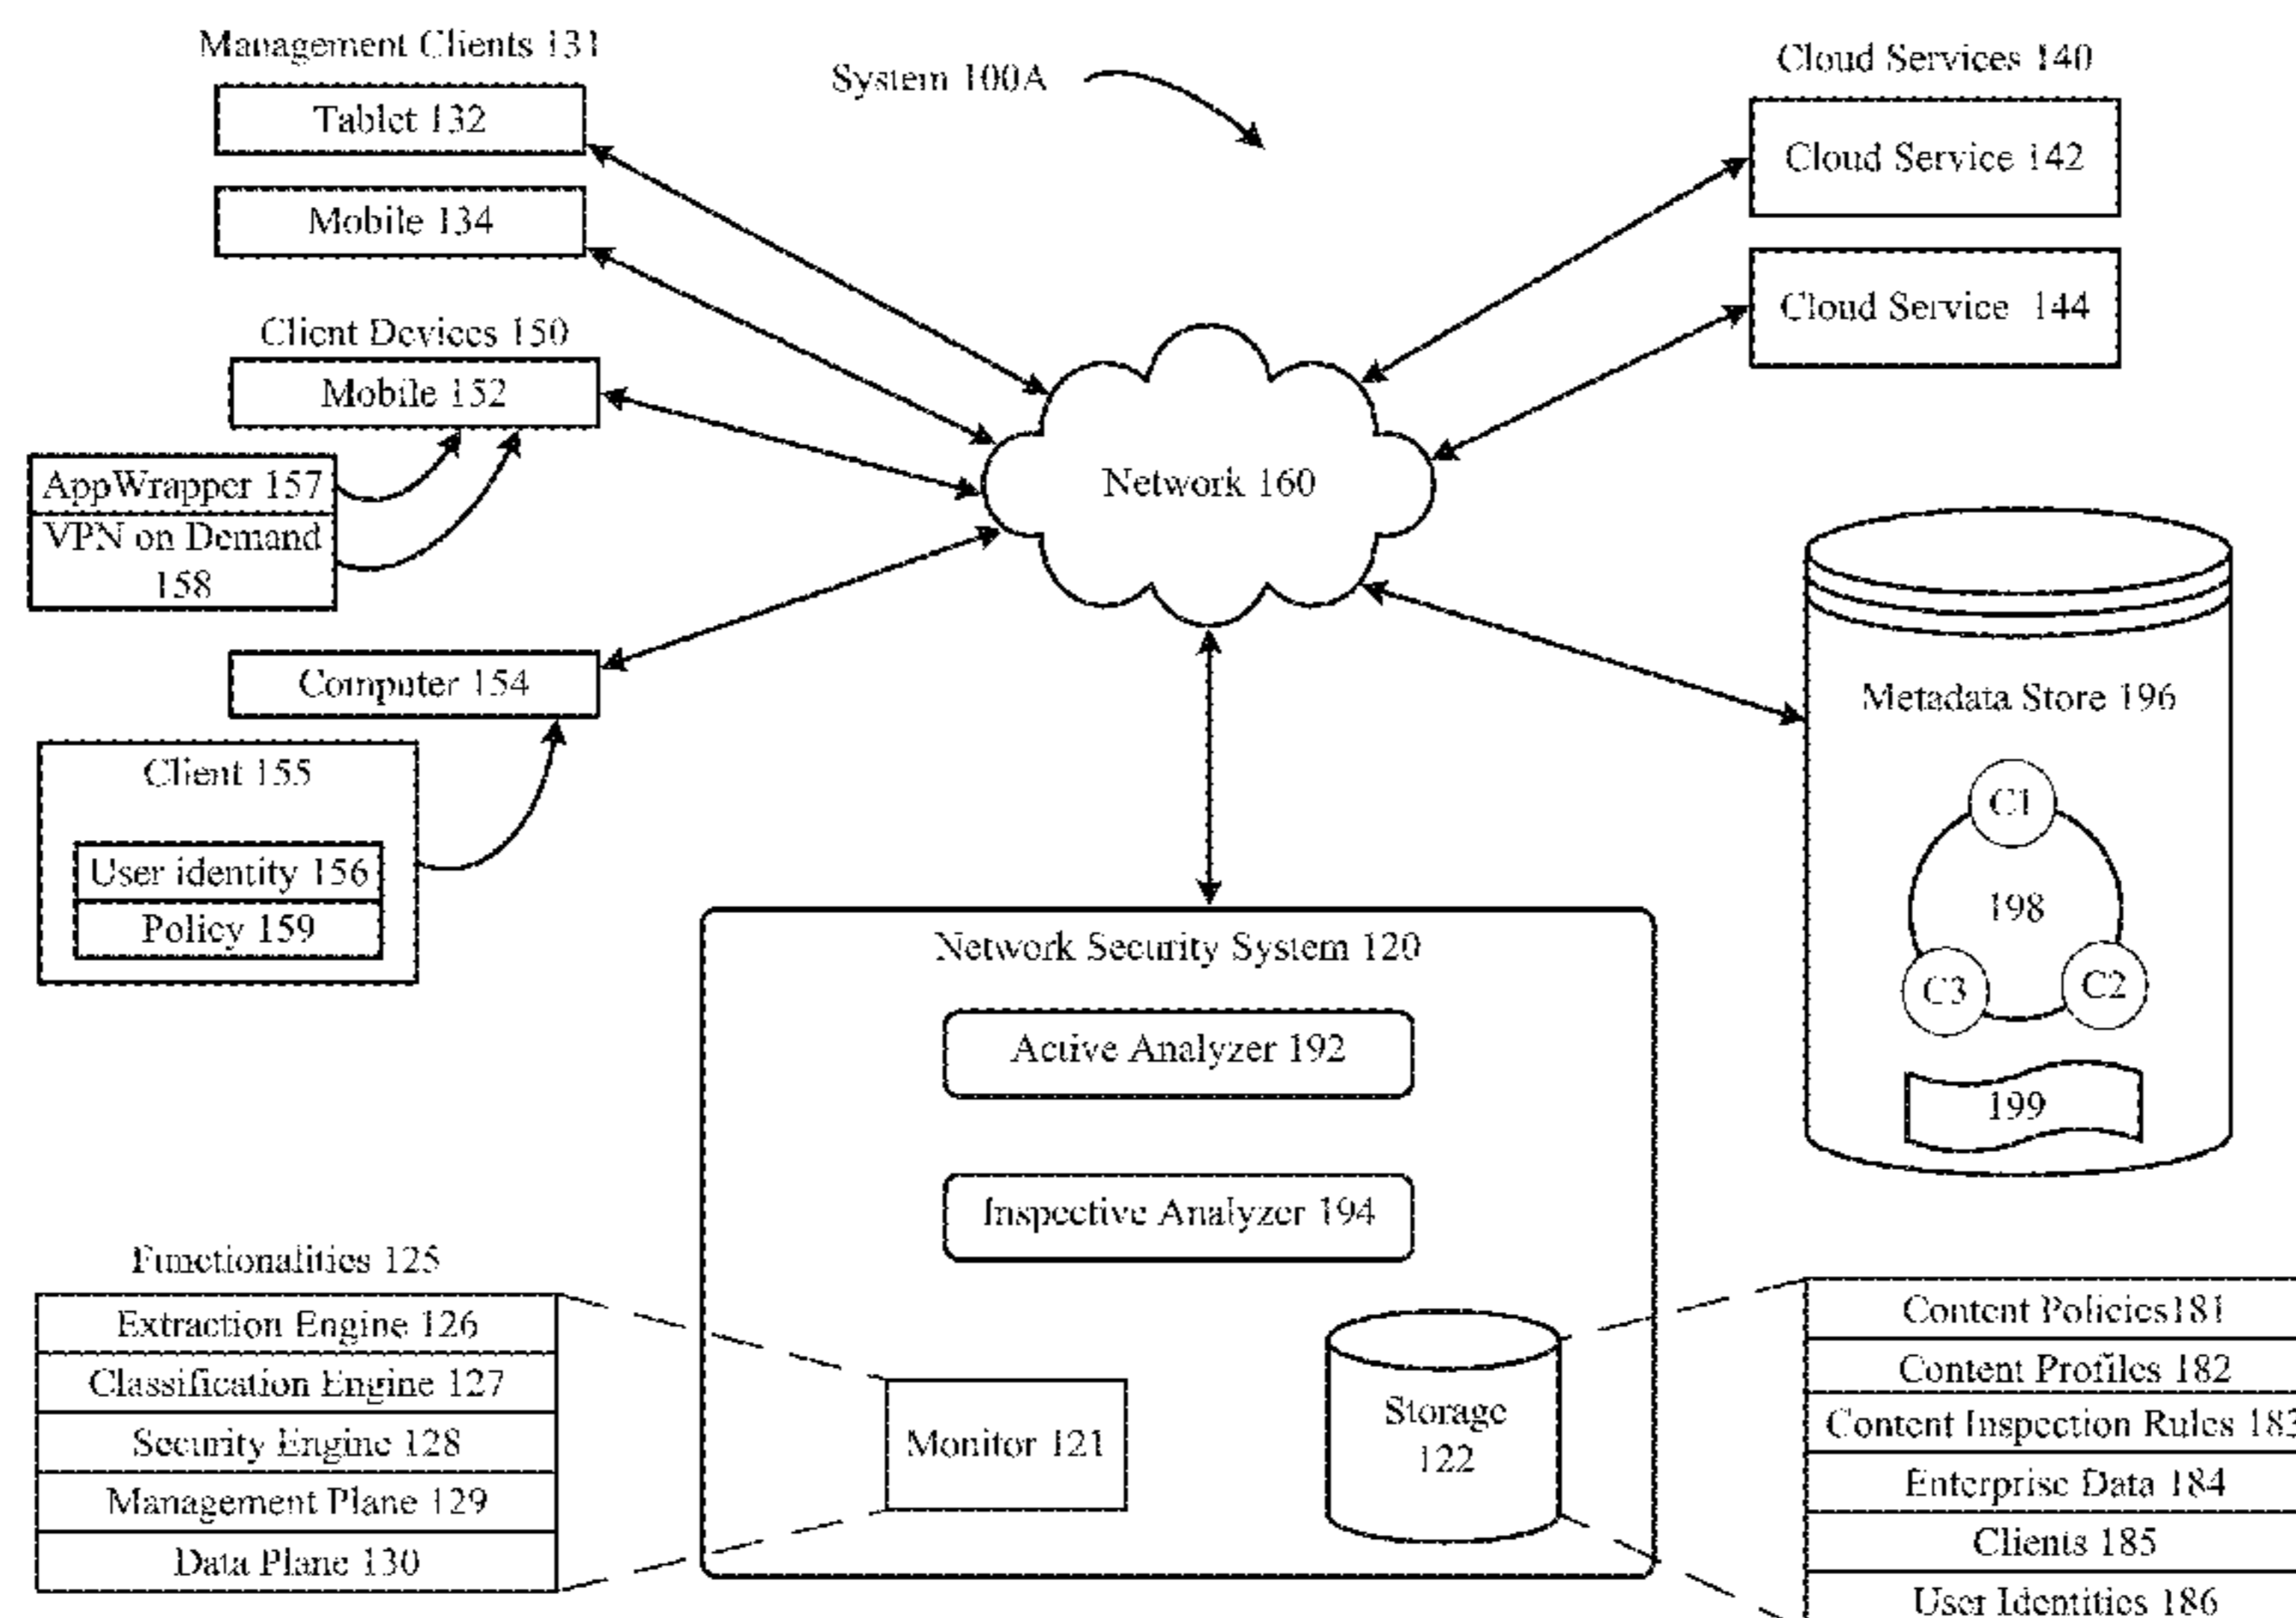 Management Clients 131
Tablet 132
Mobile 134
System 100A
Cloud Services 140
Cloud Service 142
Cloud Service 144
Client Devices 150
Mobile 152
AppWrapper 157
VPN on Demand
158
Computer 154
Client 155
User identity 156
Policy 159
Network 160
Metadata Store 196
C1
198
C3
C2
199
Network Security System 120
Active Analyzer 192
Inspective Analyzer 194
Monitor 121
Storage
122
Functionalities 125
Extraction Engine 126
Classification Engine 127
Security Engine 128
Management Plane 129
Data Plane 130
Content Policies181
Content Profiles 182
Content Inspection Rules 183
Enterprise Data 184
Clients 185
User Identities 186